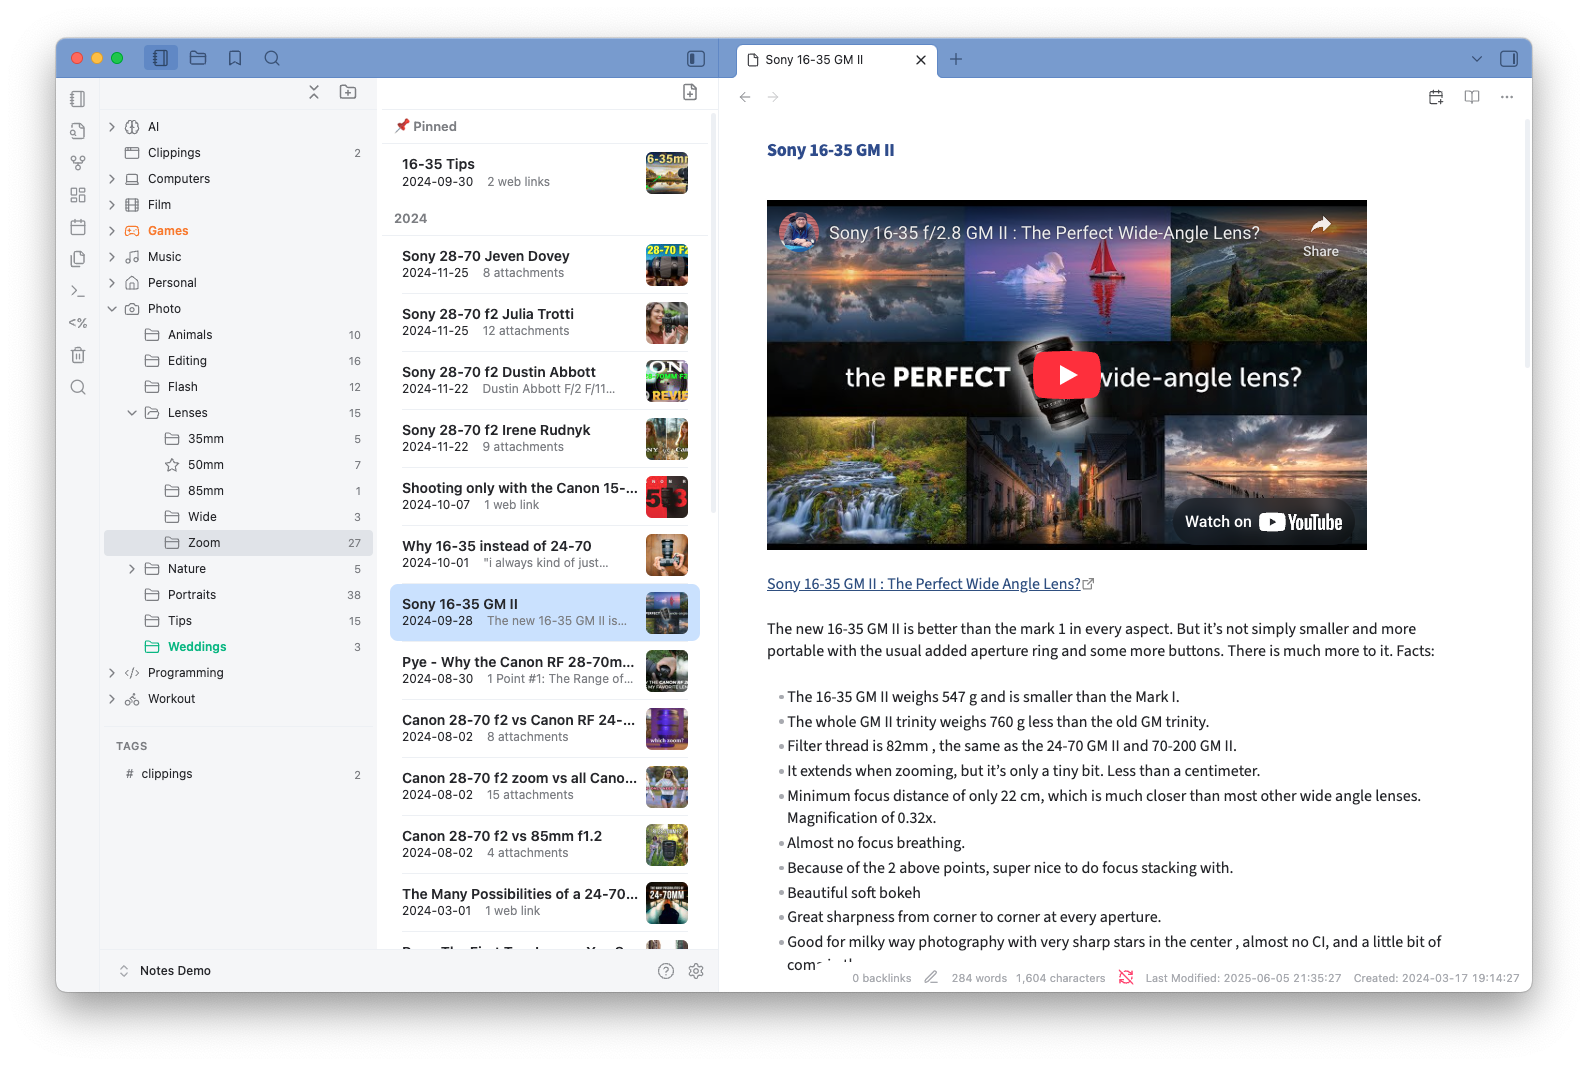 Sony 16-35 GM II
AI
Clippings 2
Computers
Film
Games
Music
Personal
Photo
Animals 10
Editing 16
Flash 12
Lenses 15
35mm 5
50mm 7
85mm 1
Wide 3
Zoom 27
Nature 5
Portraits 38
Tips 15
Weddings 3
Programming
Workout
TAGS
# clippings 2
Notes Demo
Pinned
16-35 Tips
2024-09-30 2 web links
2024
Sony 28-70 Jeven Dovey
2024-11-25 8 attachments
Sony 28-70 f2 Julia Trotti
2024-11-25 12 attachments
Sony 28-70 f2 Dustin Abbott
2024-11-22 Dustin Abbott F/2 F/11...
Sony 28-70 f2 Irene Rudnyk
2024-11-22 9 attachments
Shooting only with the Canon 15-...
2024-10-07 1 web link
Why 16-35 instead of 24-70
2024-10-01 "i always kind of just...
Sony 16-35 GM II
2024-09-28 The new 16-35 GM II is...
Pye - Why the Canon RF 28-70m...
2024-08-30 1 Point #1: The Range of...
Canon 28-70 f2 vs Canon RF 24-...
2024-08-02 8 attachments
Canon 28-70 f2 zoom vs all Cano...
2024-08-02 15 attachments
Canon 28-70 f2 vs 85mm f1.2
2024-08-02 4 attachments
The Many Possibilities of a 24-70...
2024-03-01 1 web link
Sony 16-35 GM II
Sony 16-35 f/2.8 GM II : The Perfect Wide-Angle Lens?
Share
the PERFECT wide-angle lens?
Watch on YouTube
Sony 16-35 GM II : The Perfect Wide Angle Lens?
The new 16-35 GM II is better than the mark 1 in every aspect. But it’s not simply smaller and more
portable with the usual added aperture ring and some more buttons. There is much more to it. Facts:
The 16-35 GM II weighs 547 g and is smaller than the Mark I.
The whole GM II trinity weighs 760 g less than the old GM trinity.
Filter thread is 82mm , the same as the 24-70 GM II and 70-200 GM II.
It extends when zooming, but it’s only a tiny bit. Less than a centimeter.
Minimum focus distance of only 22 cm, which is much closer than most other wide angle lenses.
Magnification of 0.32x.
Almost no focus breathing.
Because of the 2 above points, super nice to do focus stacking with.
Beautiful soft bokeh
Great sharpness from corner to corner at every aperture.
Good for milky way photography with very sharp stars in the center , almost no CI, and a little bit of
0 backlinks 284 words 1,604 characters Last Modified: 2025-06-05 21:35:27 Created: 2024-03-17 19:14:27